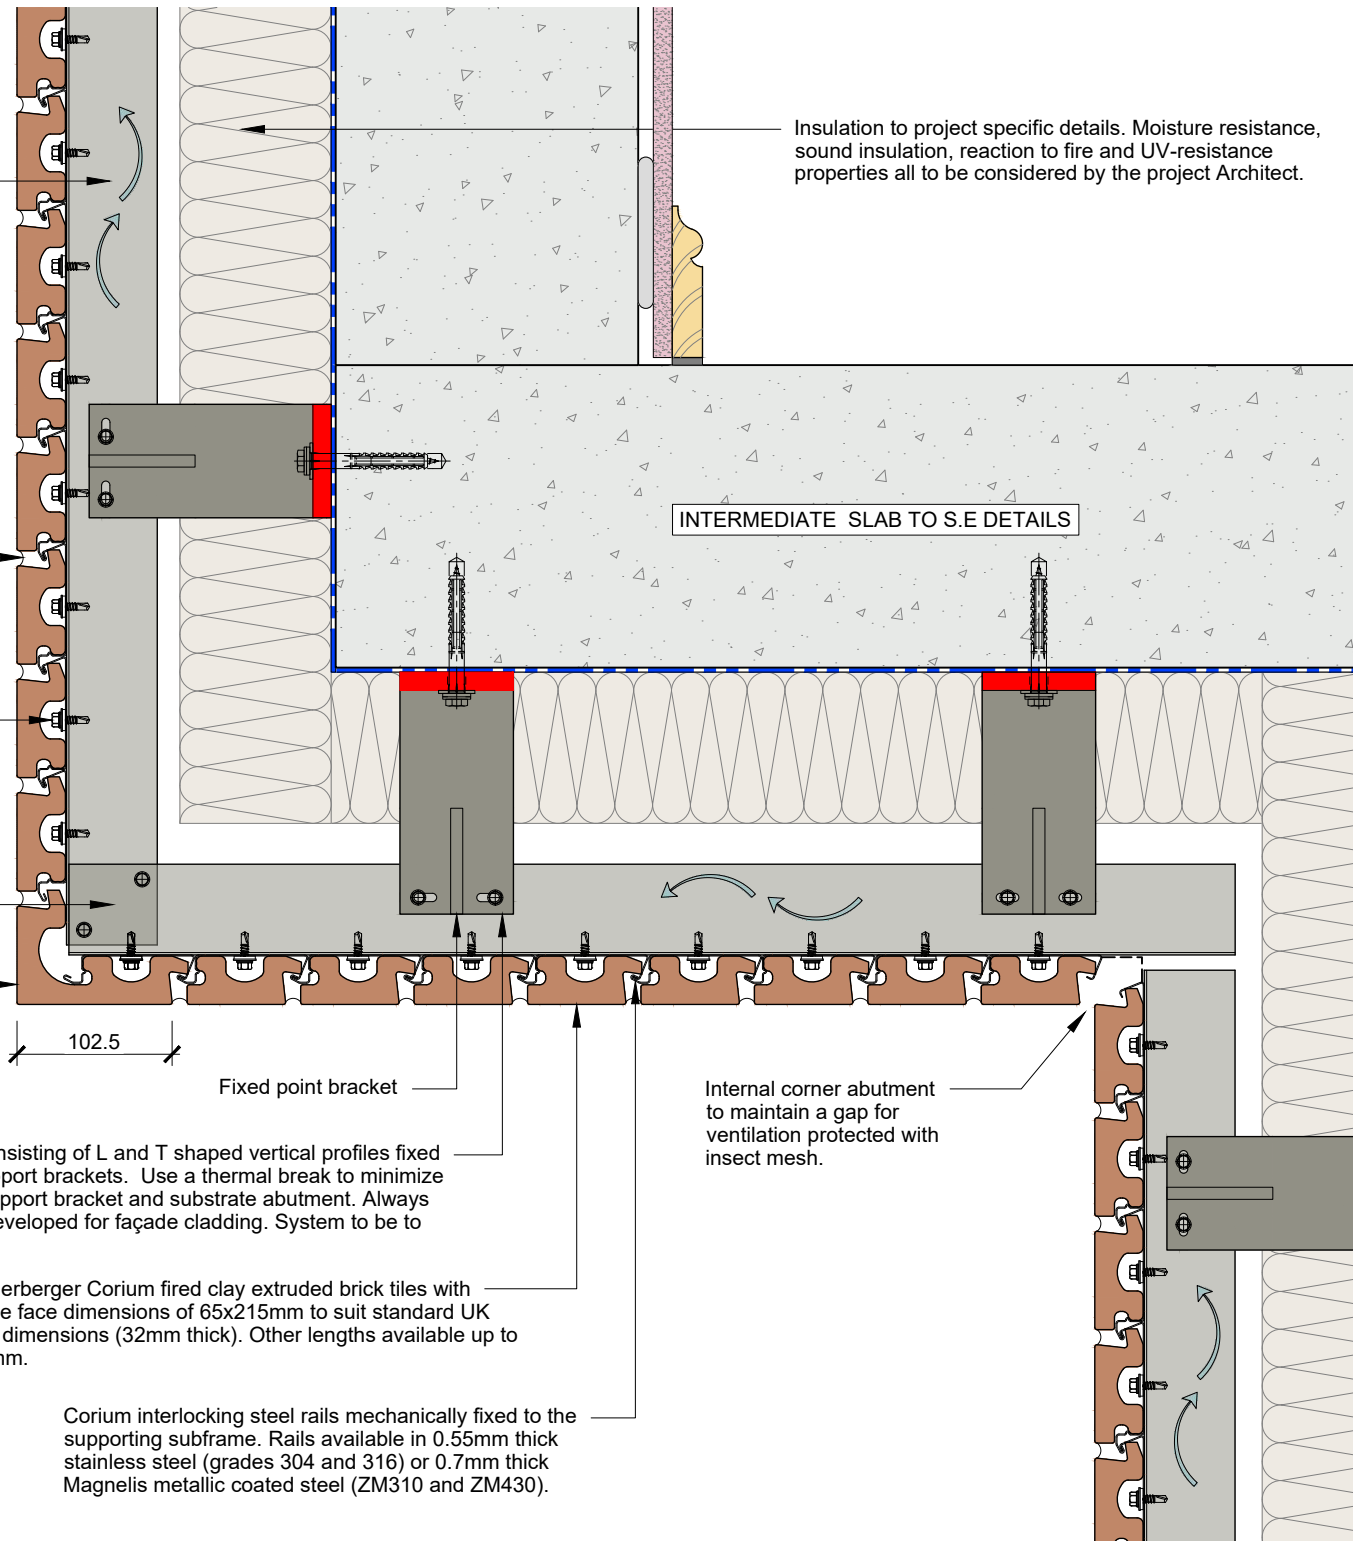 Insulation to project specific details. Moisture resistance,
sound insulation, reaction to fire and UV-resistance
properties all to be considered by the project Architect.
INTERMEDIATE SLAB TO S.E DETAILS
102.5
Fixed point bracket
Internal corner abutment
to maintain a gap for
ventilation protected with
insect mesh.
nsisting of L and T shaped vertical profiles fixed
port brackets. Use a thermal break to minimize
pport bracket and substrate abutment. Always
eveloped for façade cladding. System to be to
erberger Corium fired clay extruded brick tiles with
e face dimensions of 65x215mm to suit standard UK
dimensions (32mm thick). Other lengths available up to
nm.
Corium interlocking steel rails mechanically fixed to the
supporting subframe. Rails available in 0.55mm thick
stainless steel (grades 304 and 316) or 0.7mm thick
Magnelis metallic coated steel (ZM310 and ZM430).